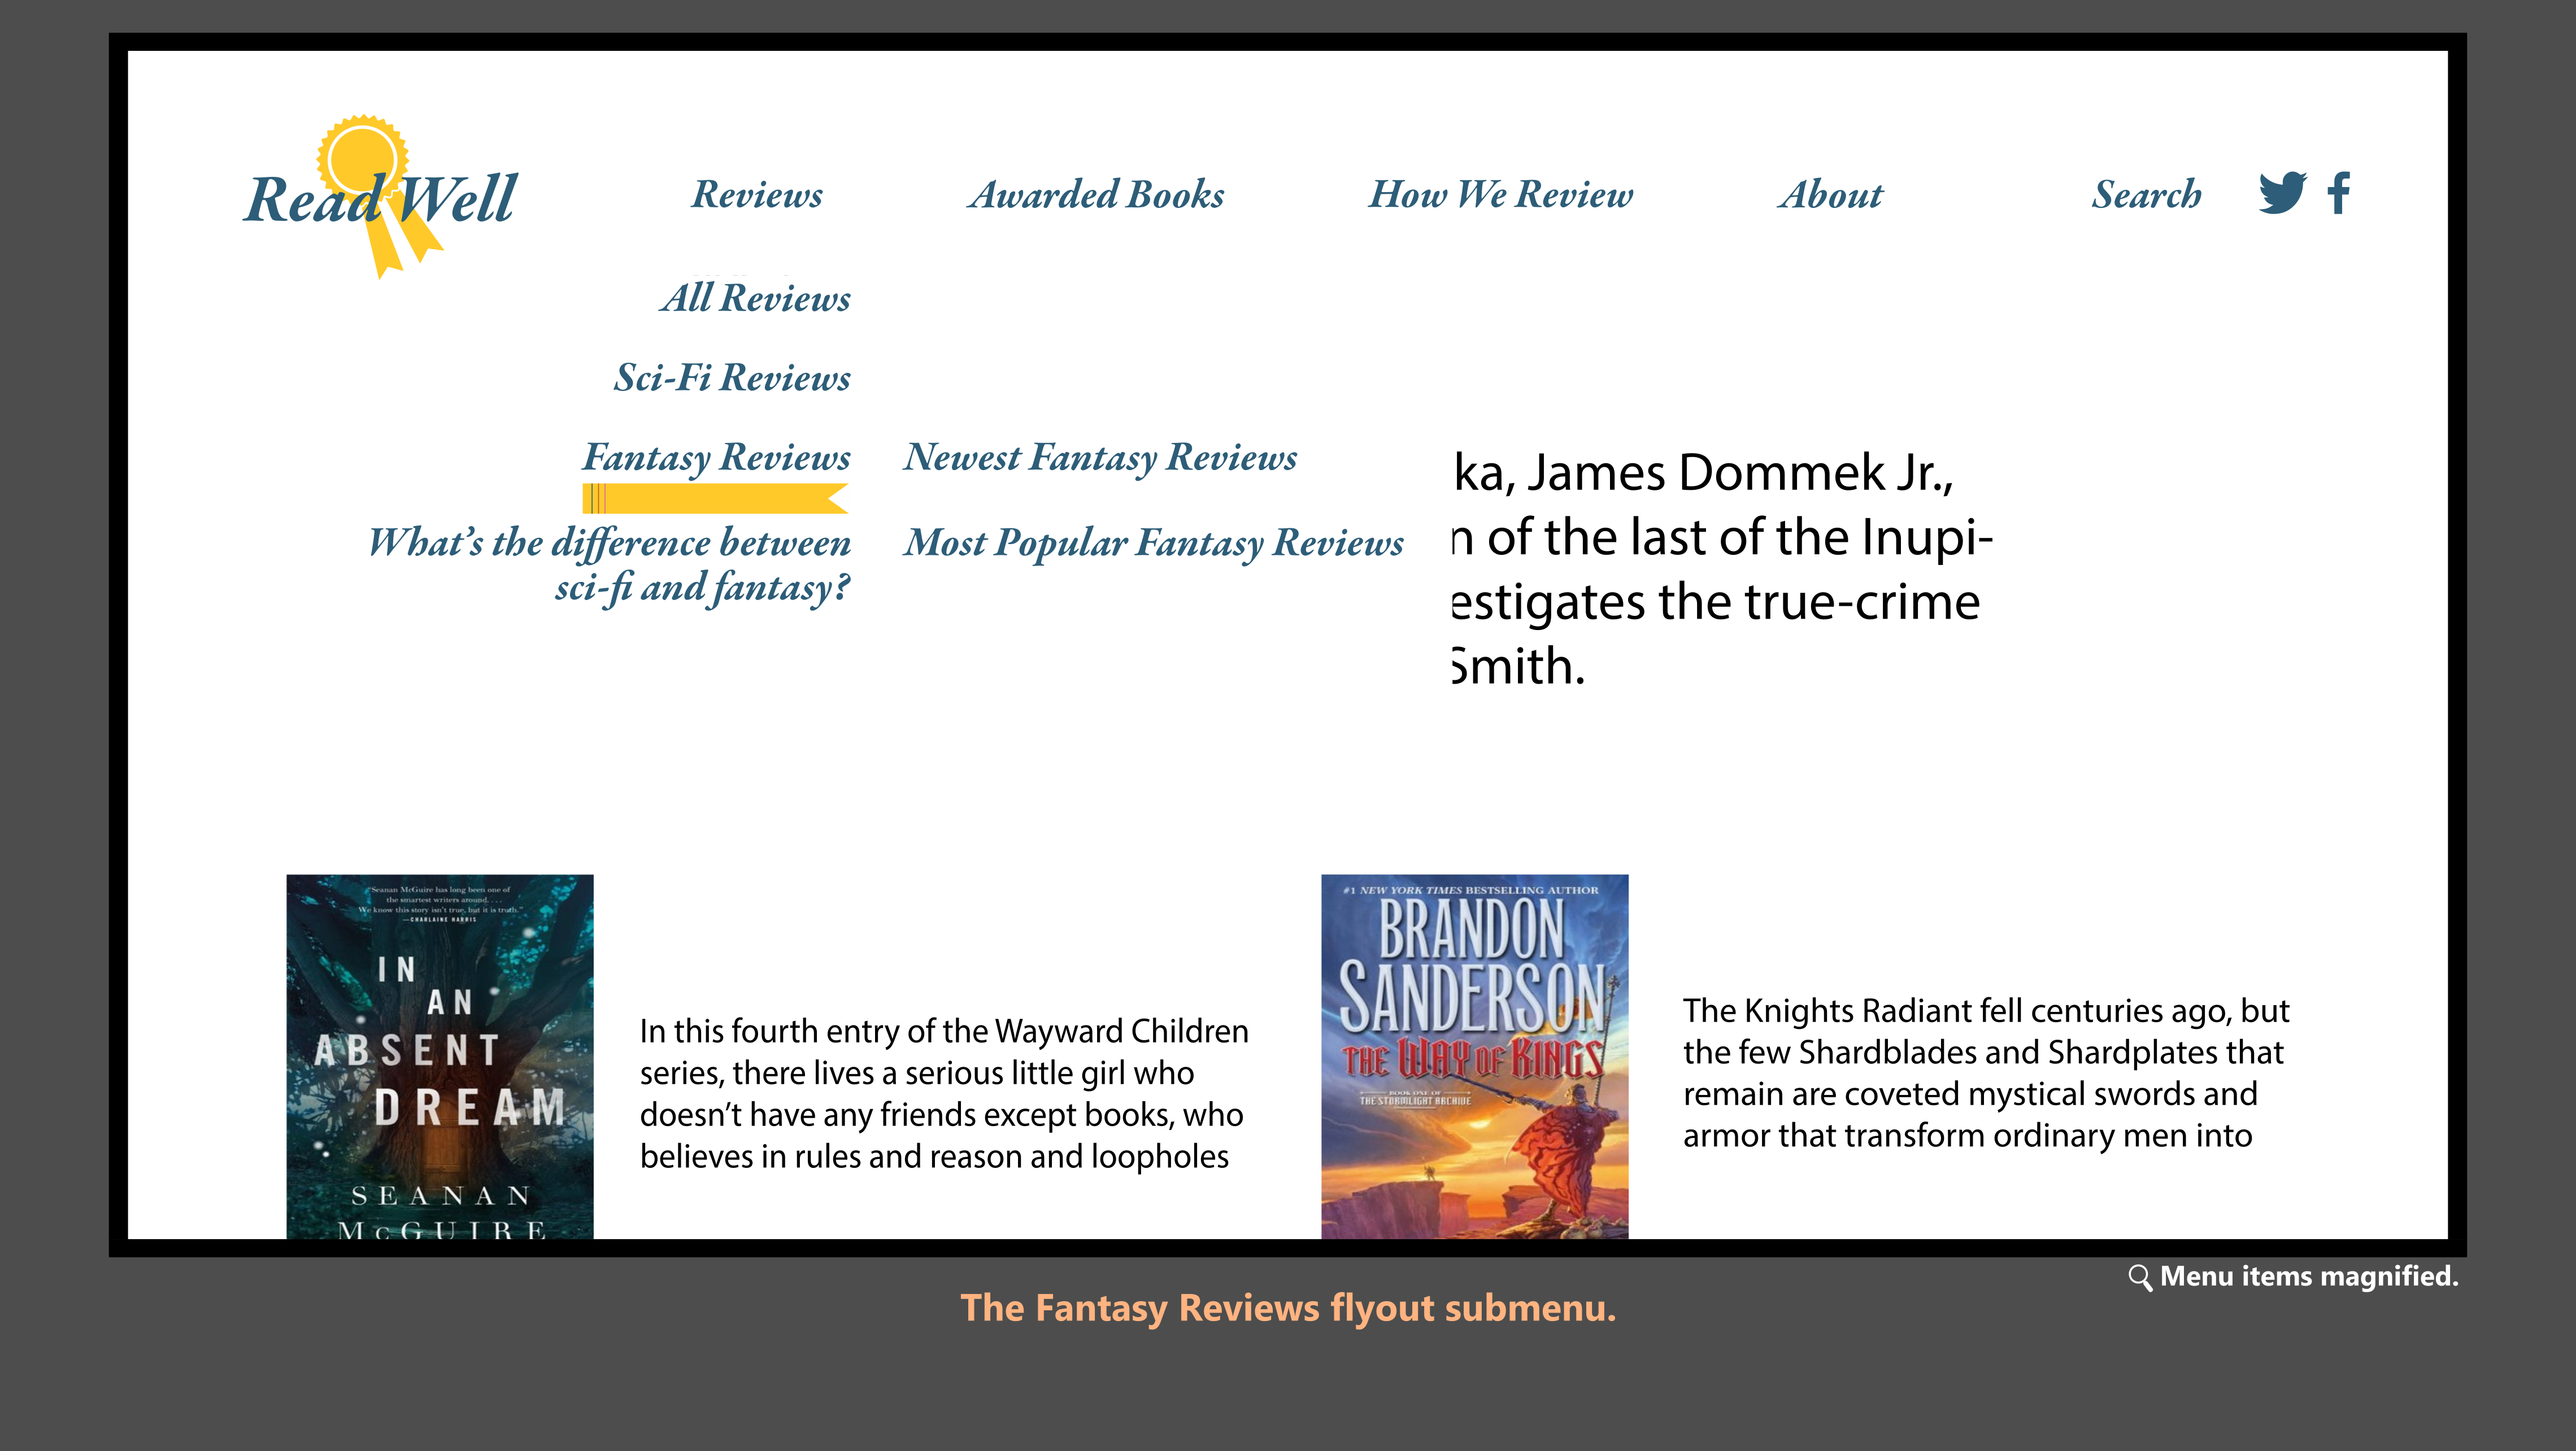 Read Well
Reviews
Awarded Books
How We Review
About
Search
All Reviews
Sci-Fi Reviews
Fantasy Reviews
What’s the difference between
sci-fi and fantasy?
Newest Fantasy Reviews
Most Popular Fantasy Reviews
ka, James Dommek Jr.,
n of the last of the Inupi-
estigates the true-crime
Smith.
“Seanan McGuire has long been one of
the smartest writers around. . . .
We know this story isn’t true, but it is truth.”
—CHARLAINE HARRIS
IN
AN
ABSENT
DREAM
SEANAN
McGUIRE
In this fourth entry of the Wayward Children
series, there lives a serious little girl who
doesn’t have any friends except books, who
believes in rules and reason and loopholes
#1 NEW YORK TIMES BESTSELLING AUTHOR
BRANDON
SANDERSON
THE WAY OF KINGS
BOOK ONE OF
THE STORMLIGHT ARCHIVE
The Knights Radiant fell centuries ago, but
the few Shardblades and Shardplates that
remain are coveted mystical swords and
armor that transform ordinary men into
Menu items magnified.
The Fantasy Reviews flyout submenu.